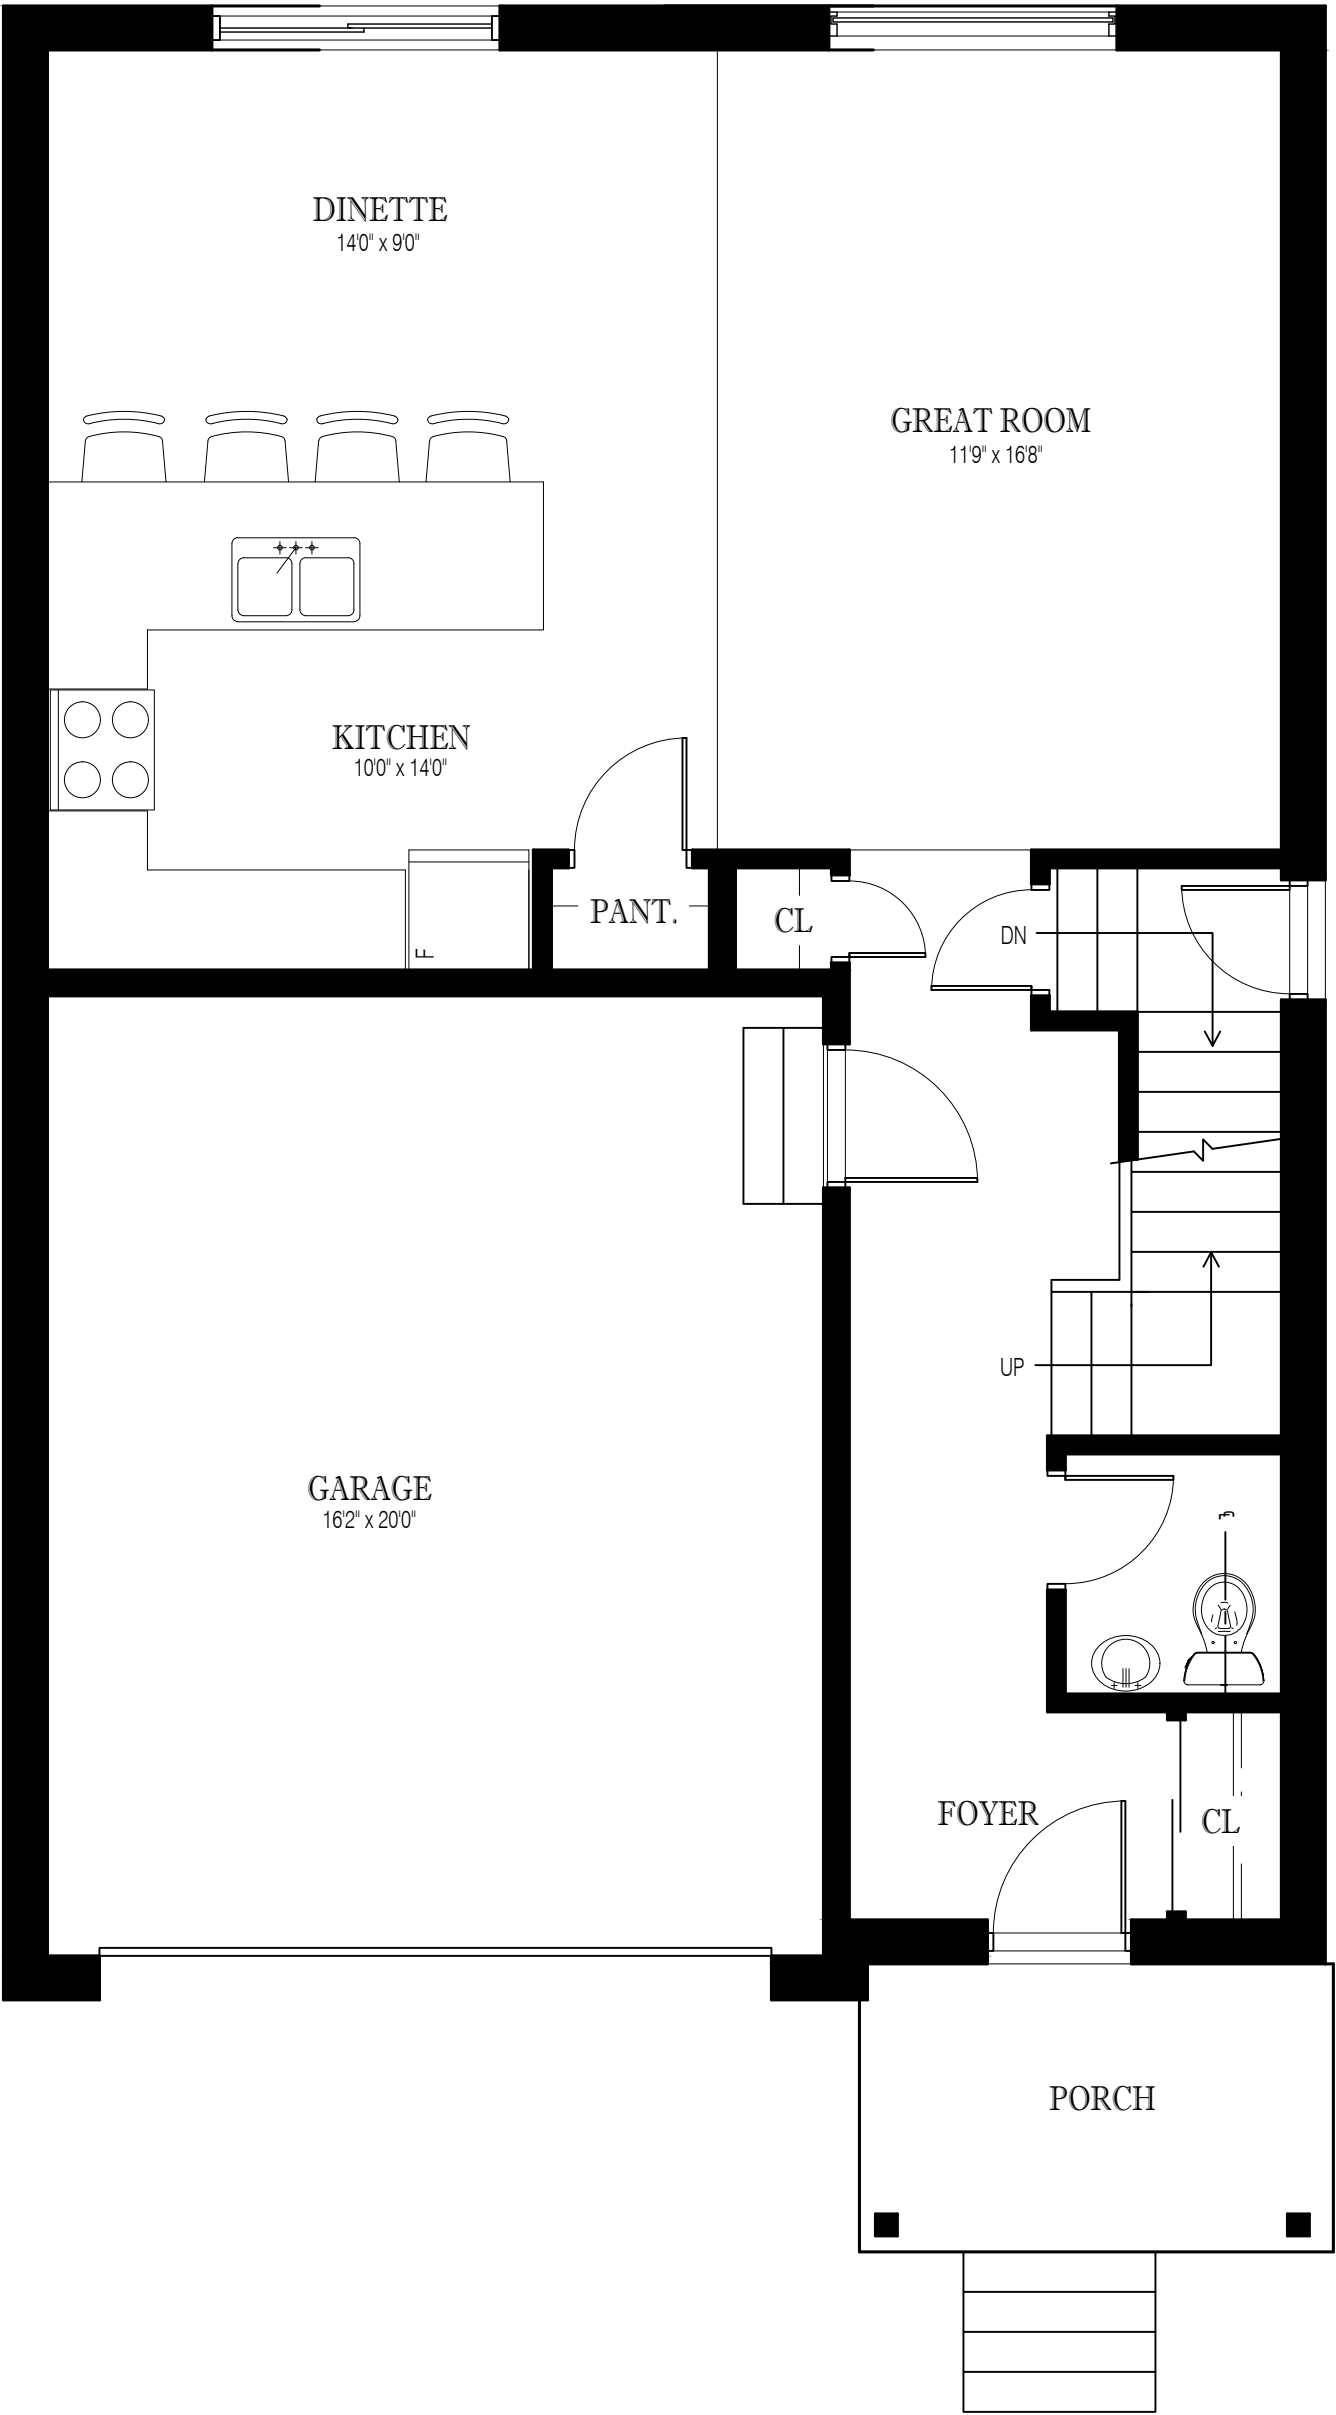 DINETTE
14'0" x 9'0"
GREAT ROOM
11'9" x 16'8"
KITCHEN
10'0" x 14'0"
PANT.
CL
DN
F
UP
GARAGE
16'2" x 20'0"
FOYER
CL
PORCH